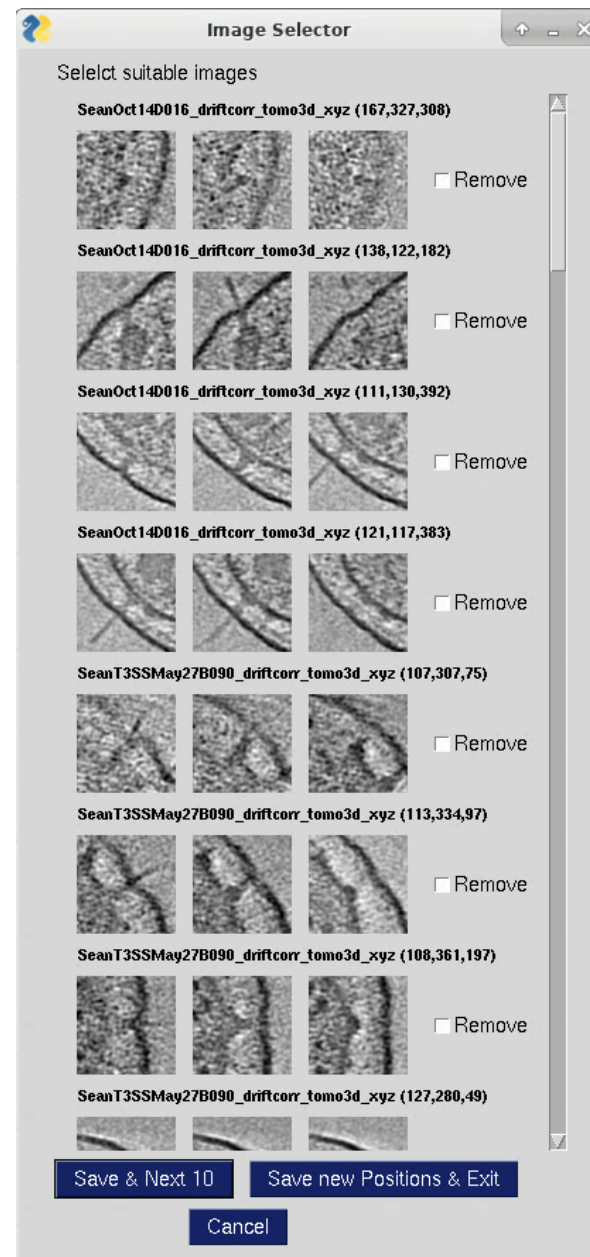 Image Selector
Selelct suitable images
SeanOct14D016_driftcorr_tomo3d_xyz (167,327,308)
Remove
SeanOct14D016_driftcorr_tomo3d_xyz (138,122,182)
Remove
SeanOct14D016_driftcorr_tomo3d_xyz (111,130,392)
Remove
SeanOct14D016_driftcorr_tomo3d_xyz (121,117,383)
Remove
SeanT3SSMay27B090_driftcorr_tomo3d_xyz (107,307,75)
Remove
SeanT3SSMay27B090_driftcorr_tomo3d_xyz (113,334,97)
Remove
SeanT3SSMay27B090_driftcorr_tomo3d_xyz (108,361,197)
Remove
SeanT3SSMay27B090_driftcorr_tomo3d_xyz (127,280,49)
Save & Next 10 Save new Positions & Exit
Cancel